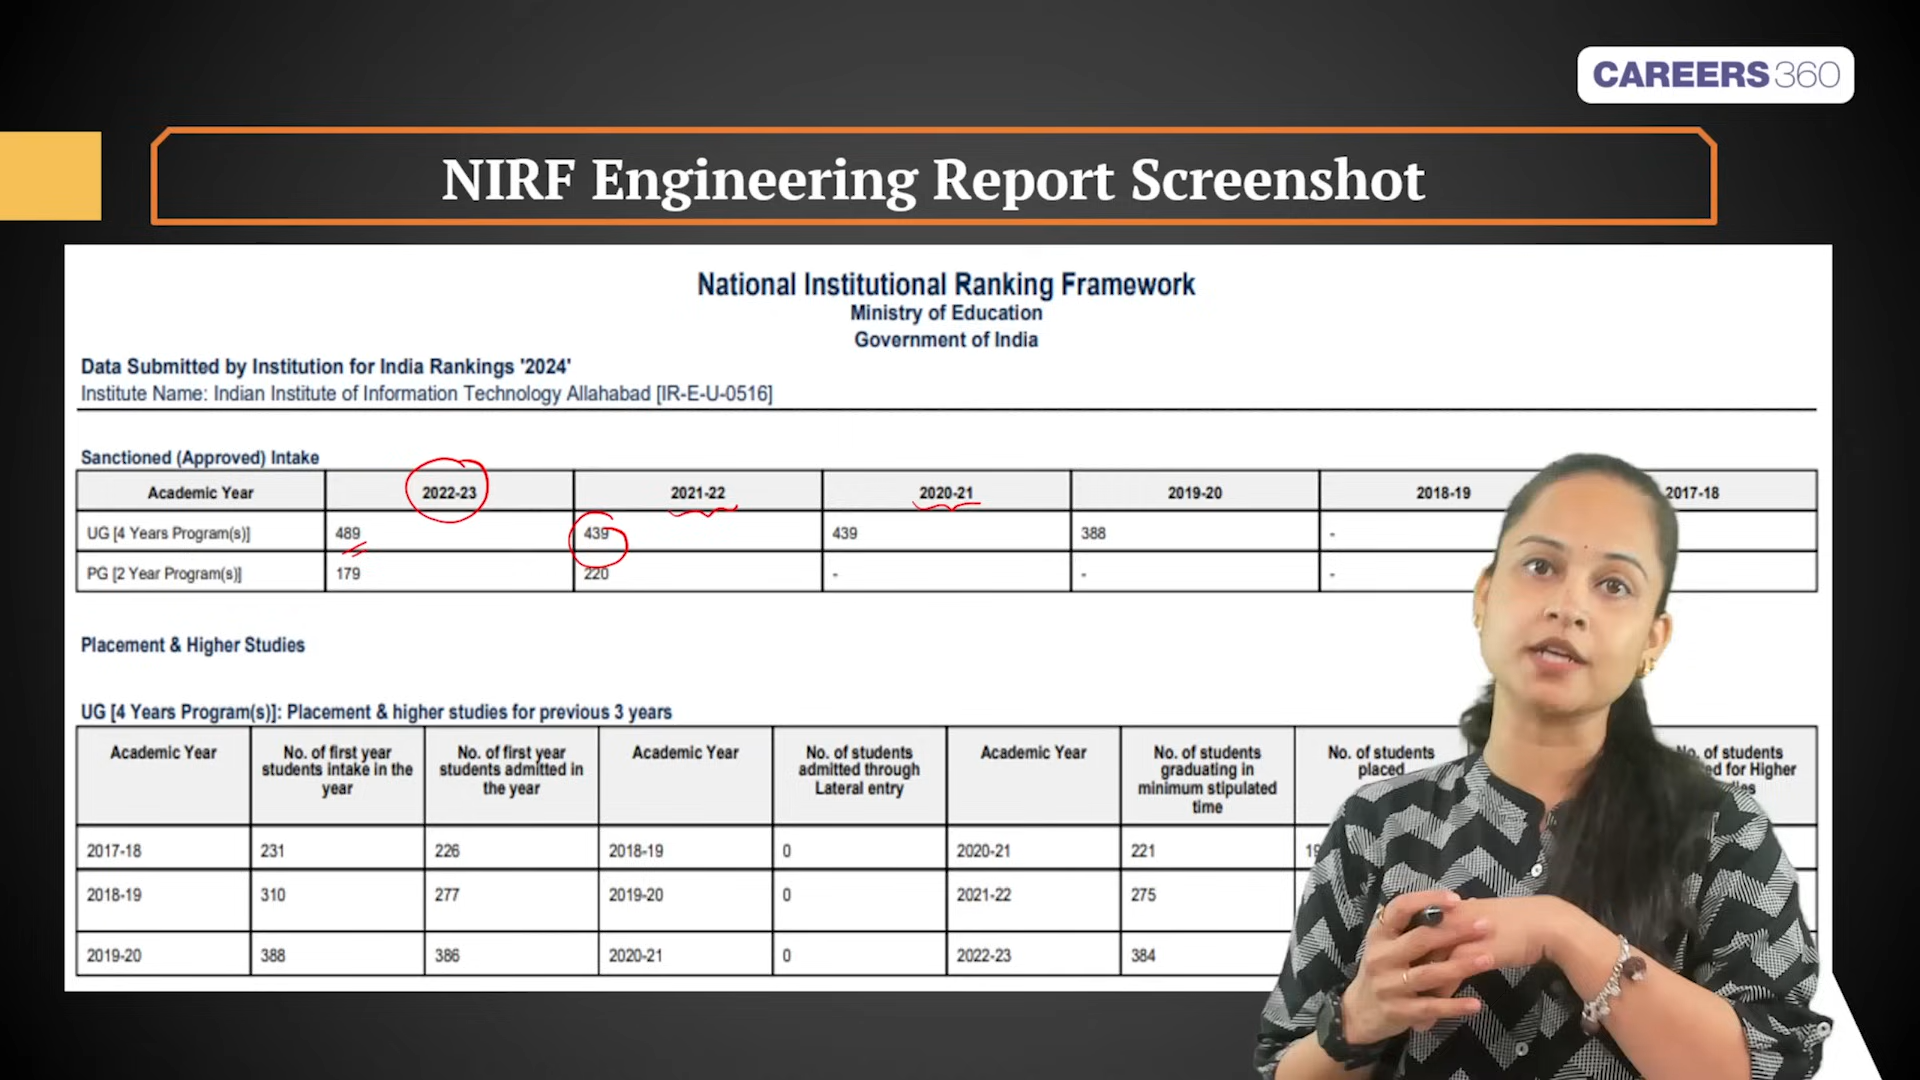 CAREERS360
NIRF Engineering Report Screenshot
National Institutional Ranking Framework
Ministry of Education
Government of India
Data Submitted by Institution for India Rankings '2024'
Institute Name: Indian Institute of Information Technology Allahabad [IR-E-U-0516]
Sanctioned (Approved) Intake
Academic Year 2022-23 2021-22 2020-21 2019-20 2018-19 2017-18
UG [4 Years Program(s)] 489 439 439 388 -
PG [2 Year Program(s)] 179 220 - - -
Placement & Higher Studies
UG [4 Years Program(s)]: Placement & higher studies for previous 3 years
Academic Year No. of first year No. of first year Academic Year No. of students Academic Year No. of students No. of students of students
students intake in the students admitted in admitted through graduating in placed Higher
year the year Lateral entry minimum stipulated
time
2017-18 231 226 2018-19 0 2020-21 221
2018-19 310 277 2019-20 0 2021-22 275
2019-20 388 386 2020-21 0 2022-23 384